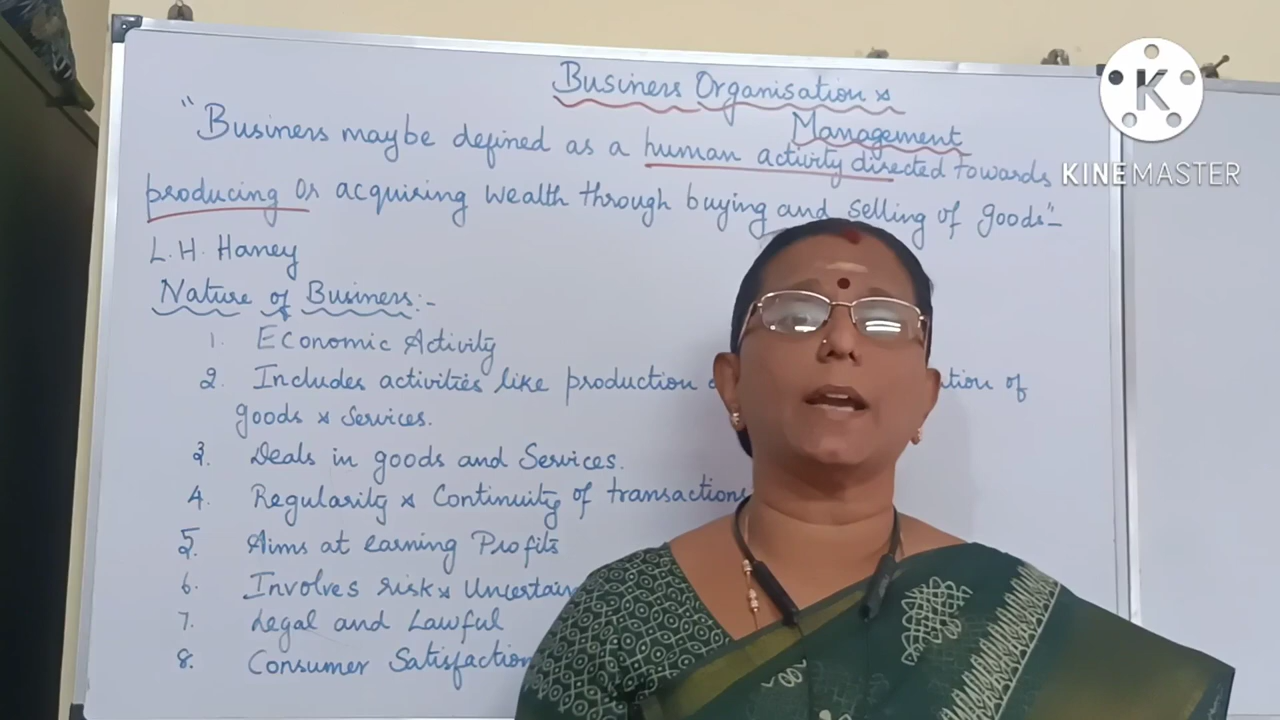 Business Organisation &
Management
"Business maybe defined as a human activity directed towards
producing or acquiring wealth through buying and selling of goods"-
L.H. Haney
Nature of Business:-
1. Economic Activity
2. Includes activities like production of
goods & Services.
3. Deals in goods and Services.
4. Regularity & Continuity of transactions
5. Aims at earning Profits
6. Involves risk &
7. Legal and Lawful
8. Consumer Satisfaction
K
KINEMASTER